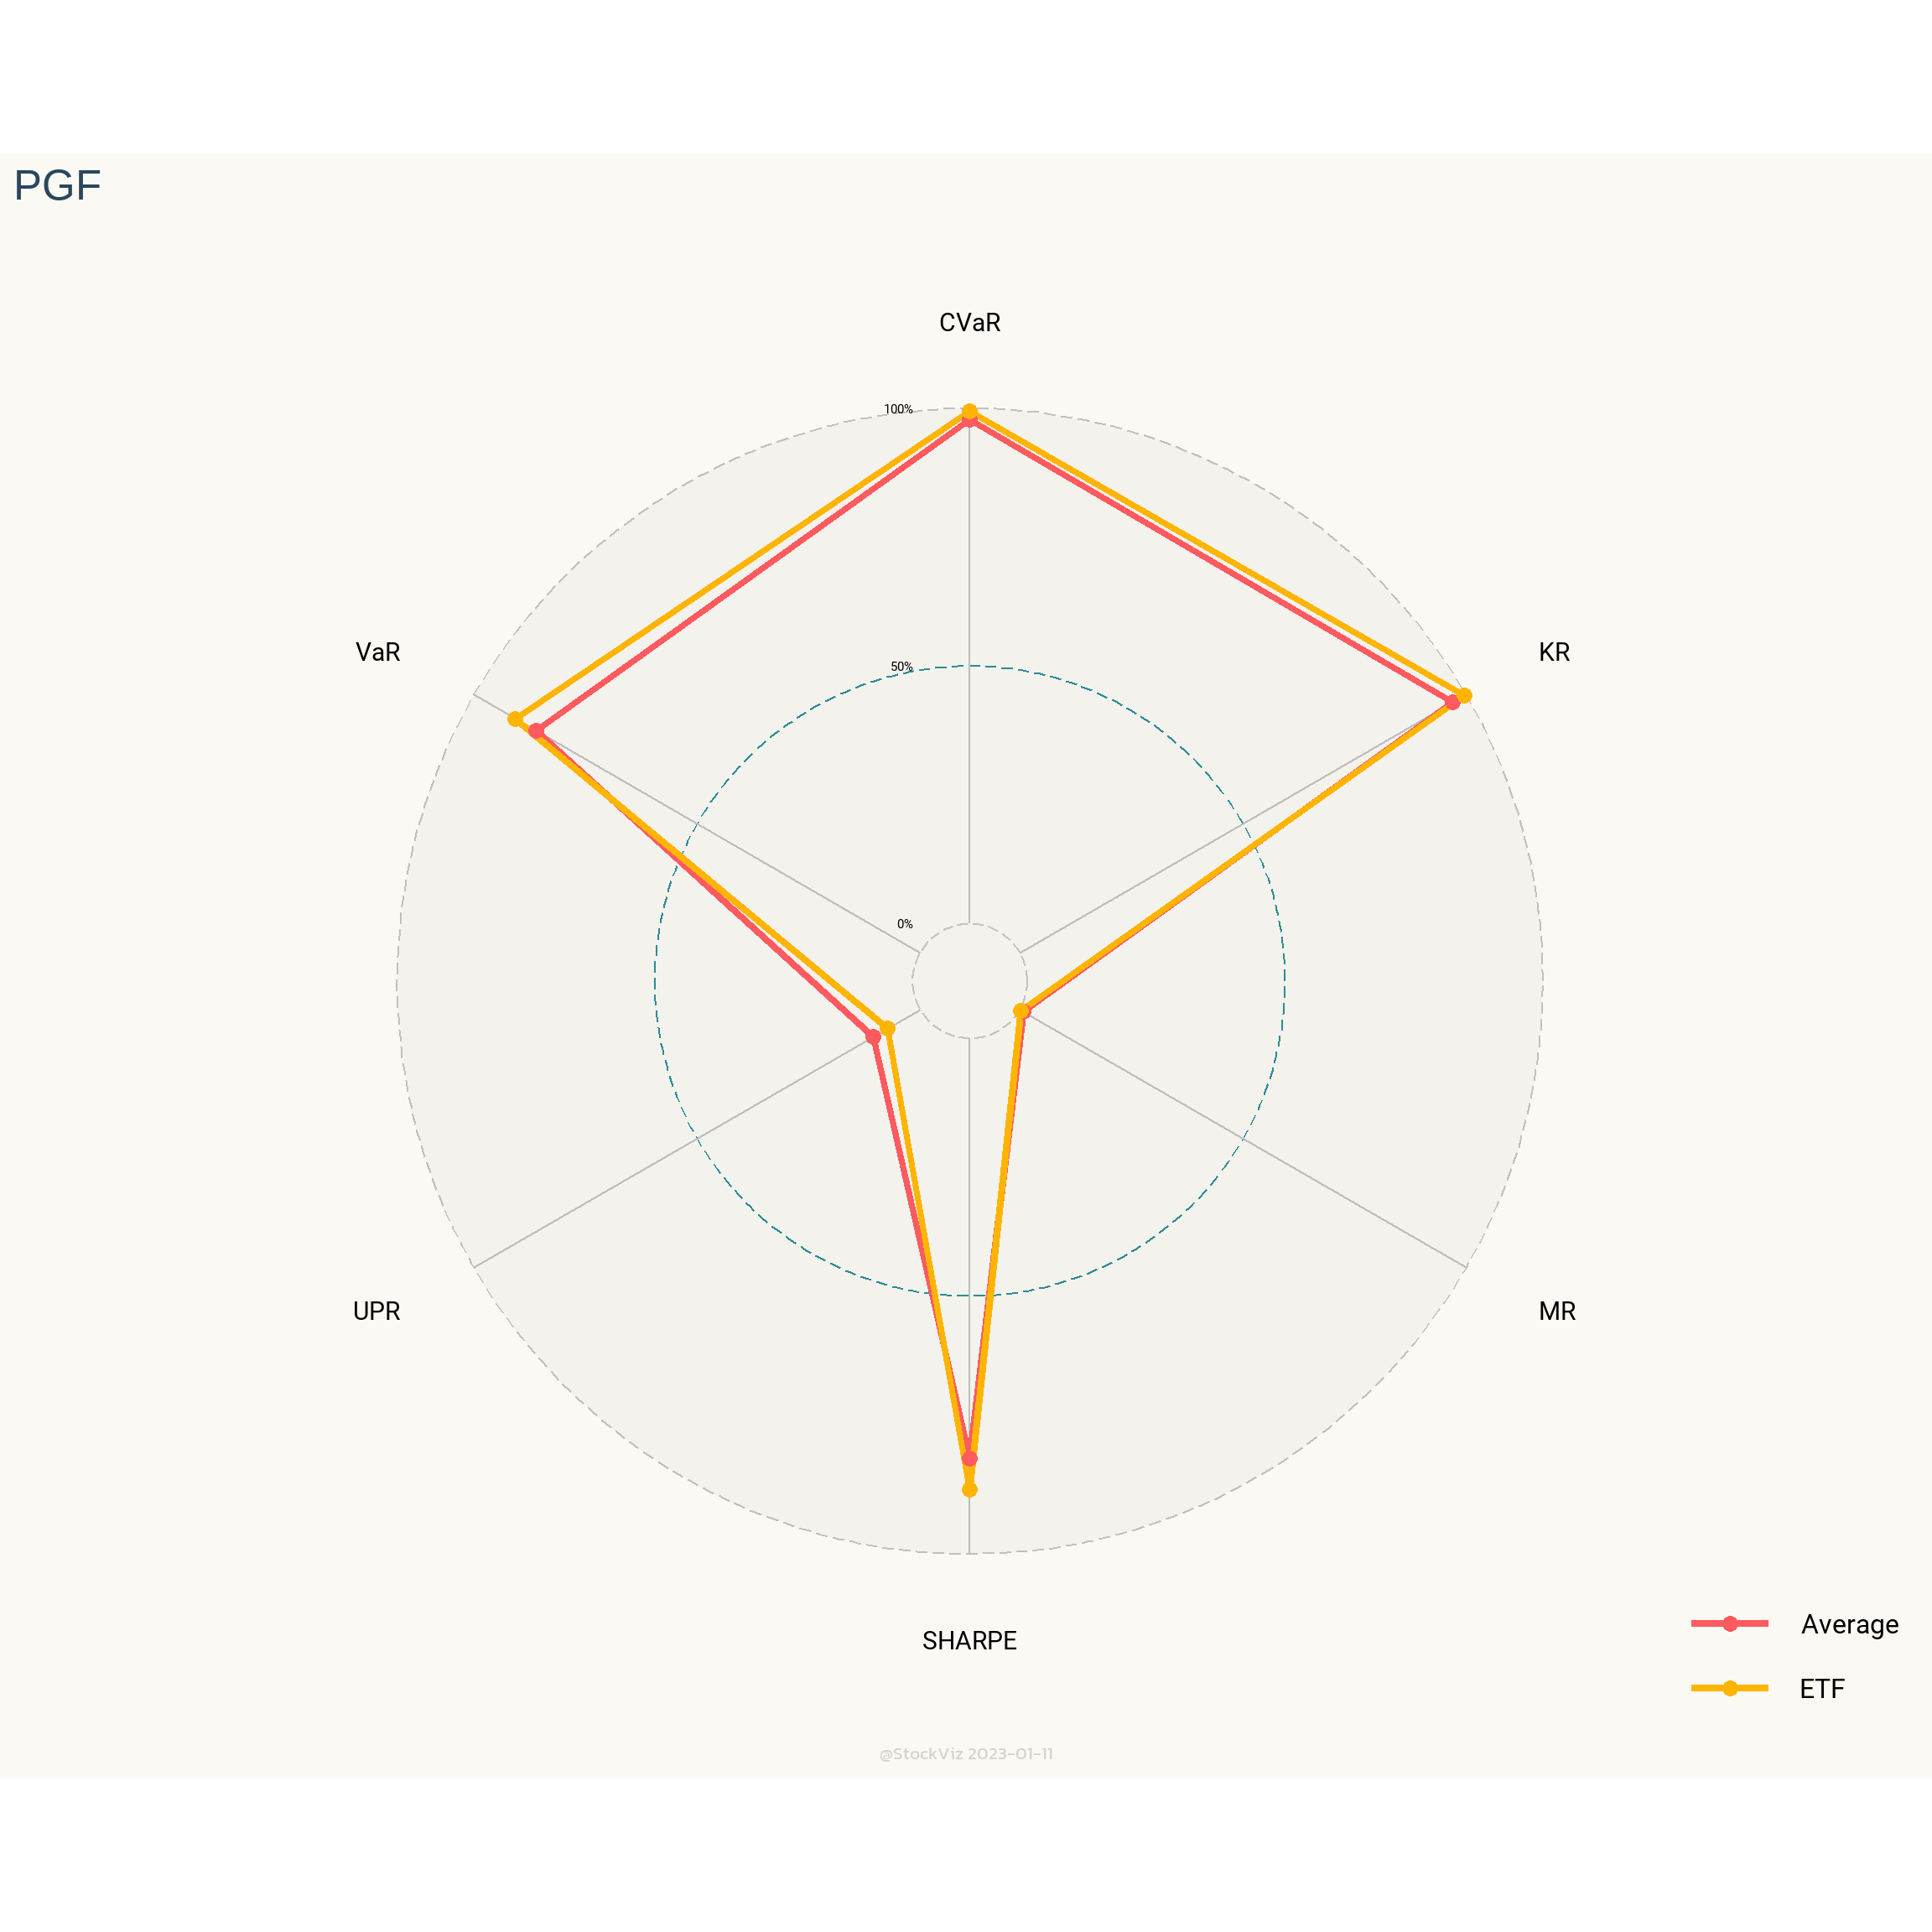 PGF
CVaR
100%
VaR
KR
50%
0%
UPR
MR
SHARPE
Average
ETF
@StockViz 2023-01-11